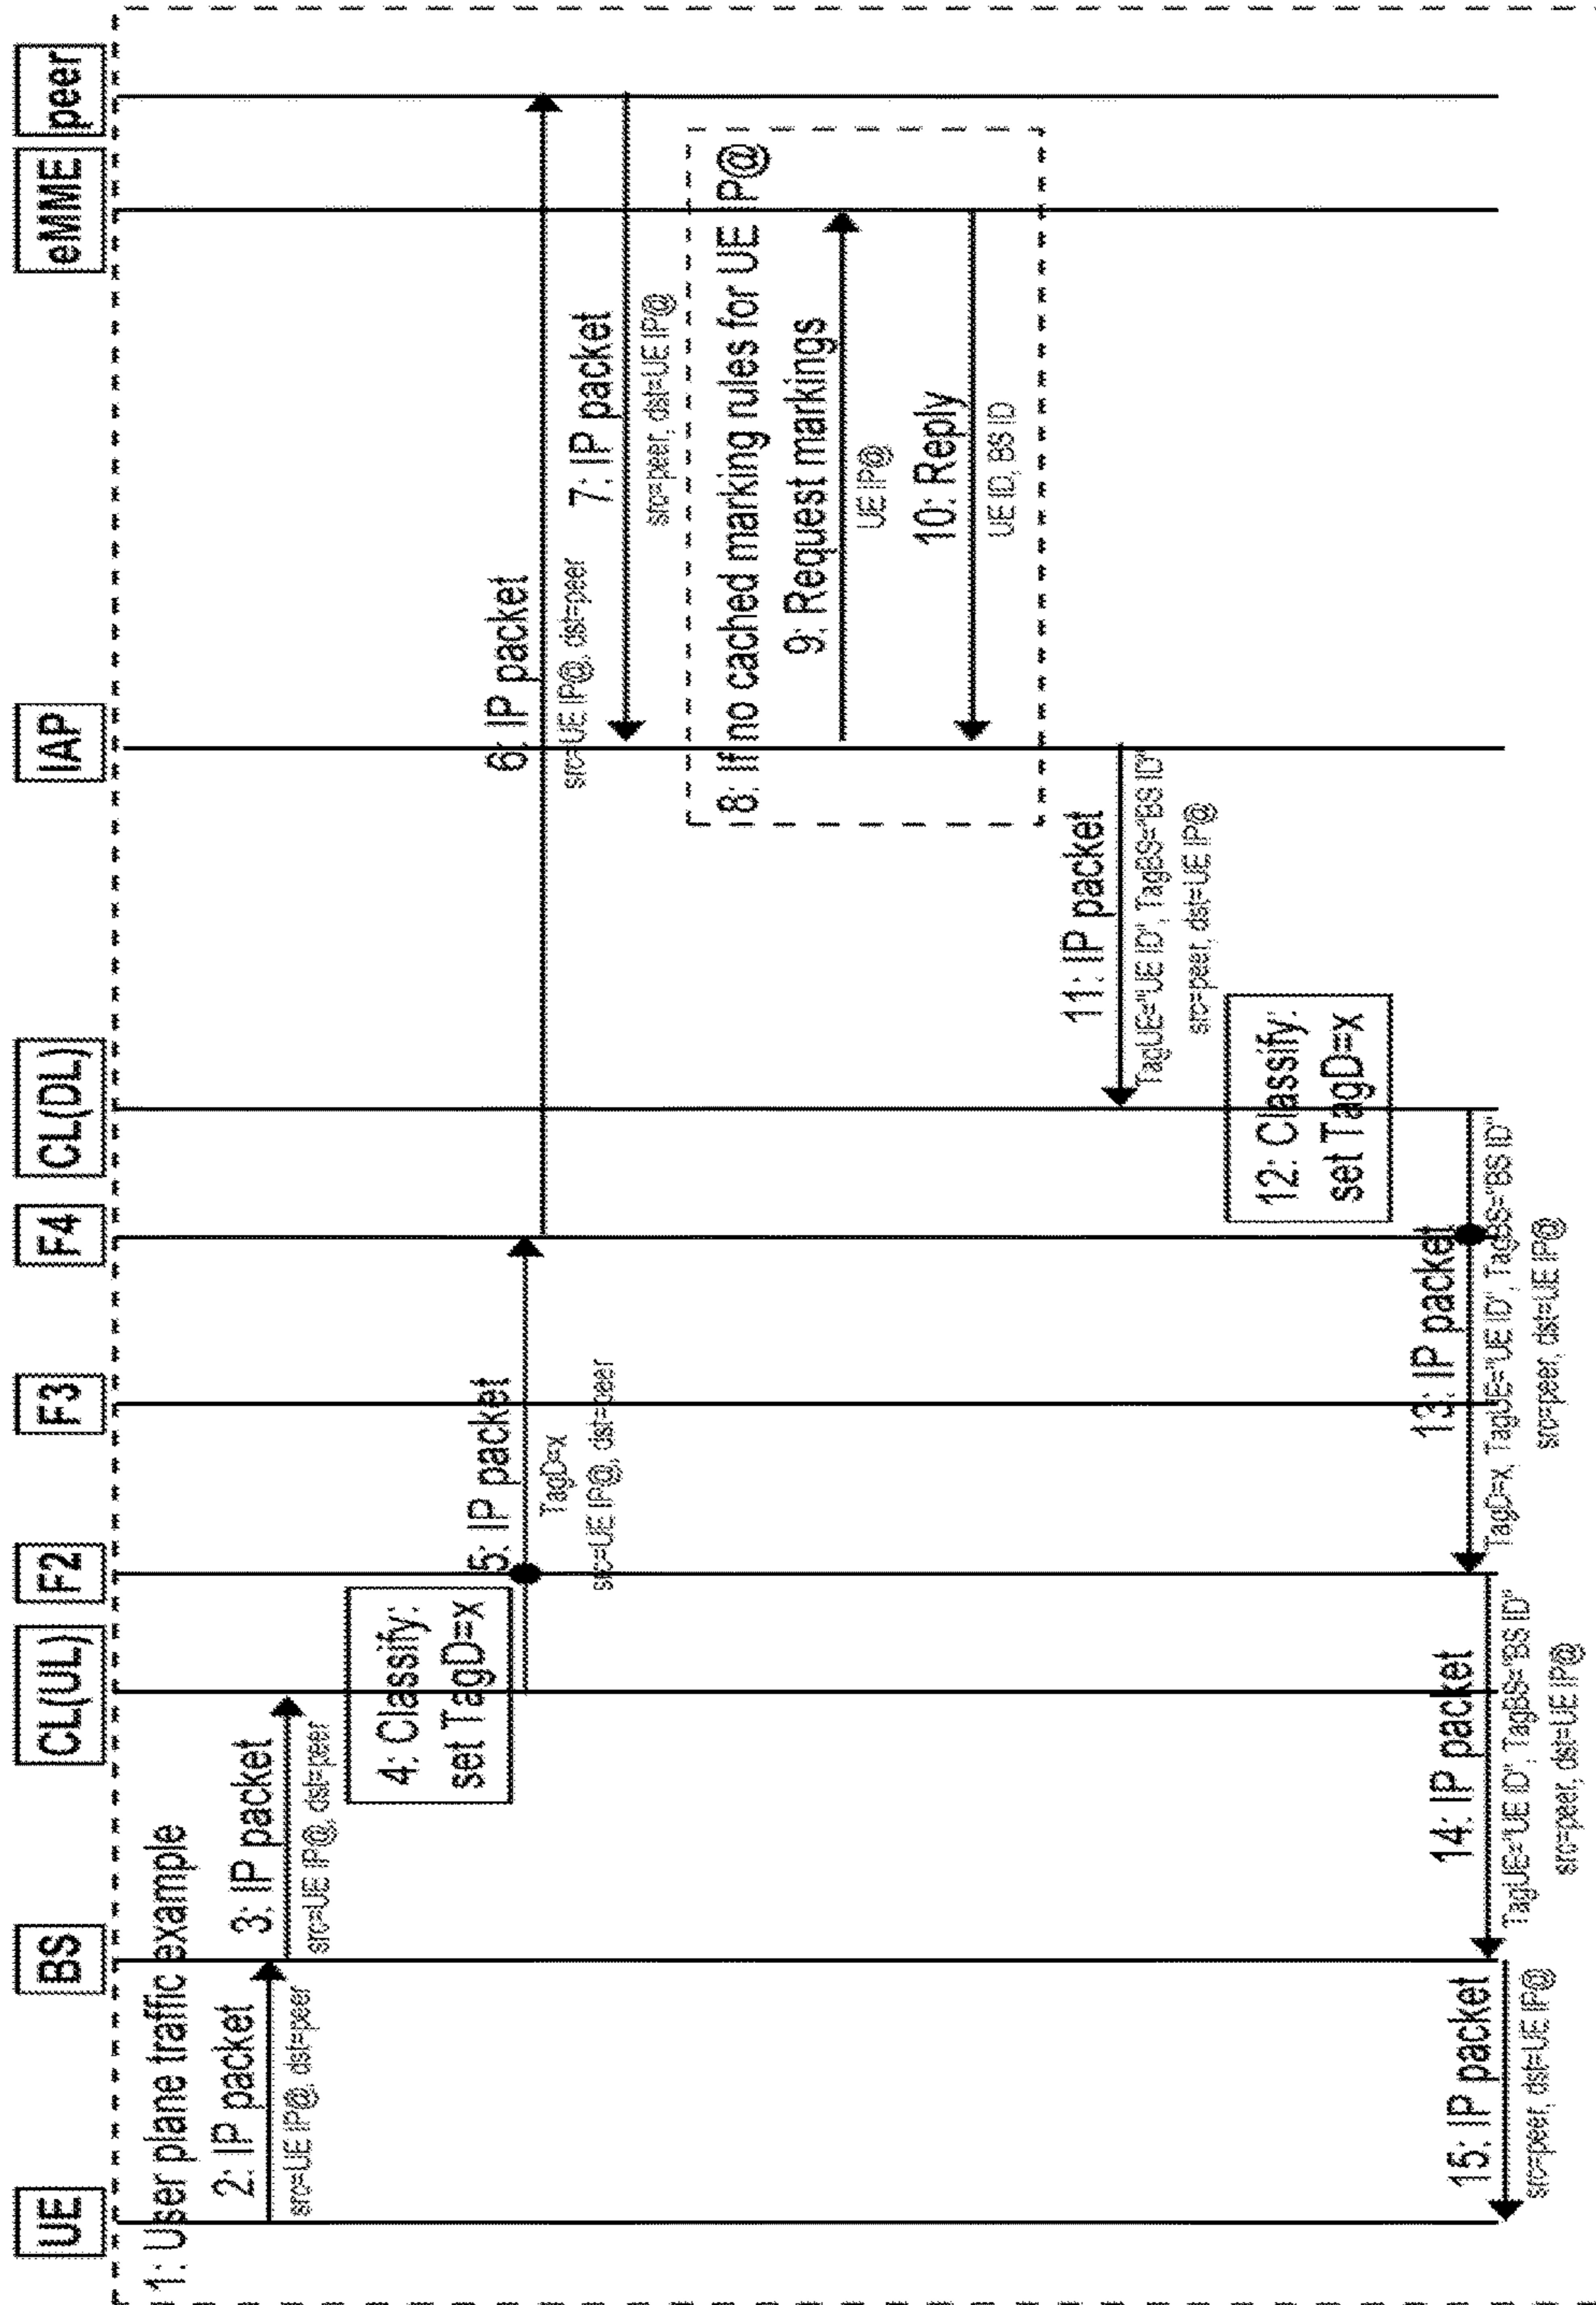 UE
BS
CL(UL)
F2
F3
F4
CL(DL)
IAP
eMME
peer
1: User plane traffic example
2: IP packet
src=UE IP@, dst=peer
3: IP packet
src=UE IP@, dst=peer
4: Classify:
set TagD=x
5: IP packet
TagD=x
src=UE IP@, dst=peer
6: IP packet
src=UE IP@, dst=peer
7: IP packet
src=peer, dst=UE IP@
8: If no cached marking rules for UE IP@
9: Request markings
UE IP@
10: Reply
UE ID, BS ID
11: IP packet
TagUE="UE ID", TagBS="BS ID"
src=peer, dst=UE IP@
12: Classify:
set TagD=x
13: IP packet
TagD=x, TagUE="UE ID", TagBS="BS ID"
src=peer, dst=UE IP@
14: IP packet
TagUE="UE ID", TagBS="BS ID"
src=peer, dst=UE IP@
15: IP packet
src=peer, dst=UE IP@